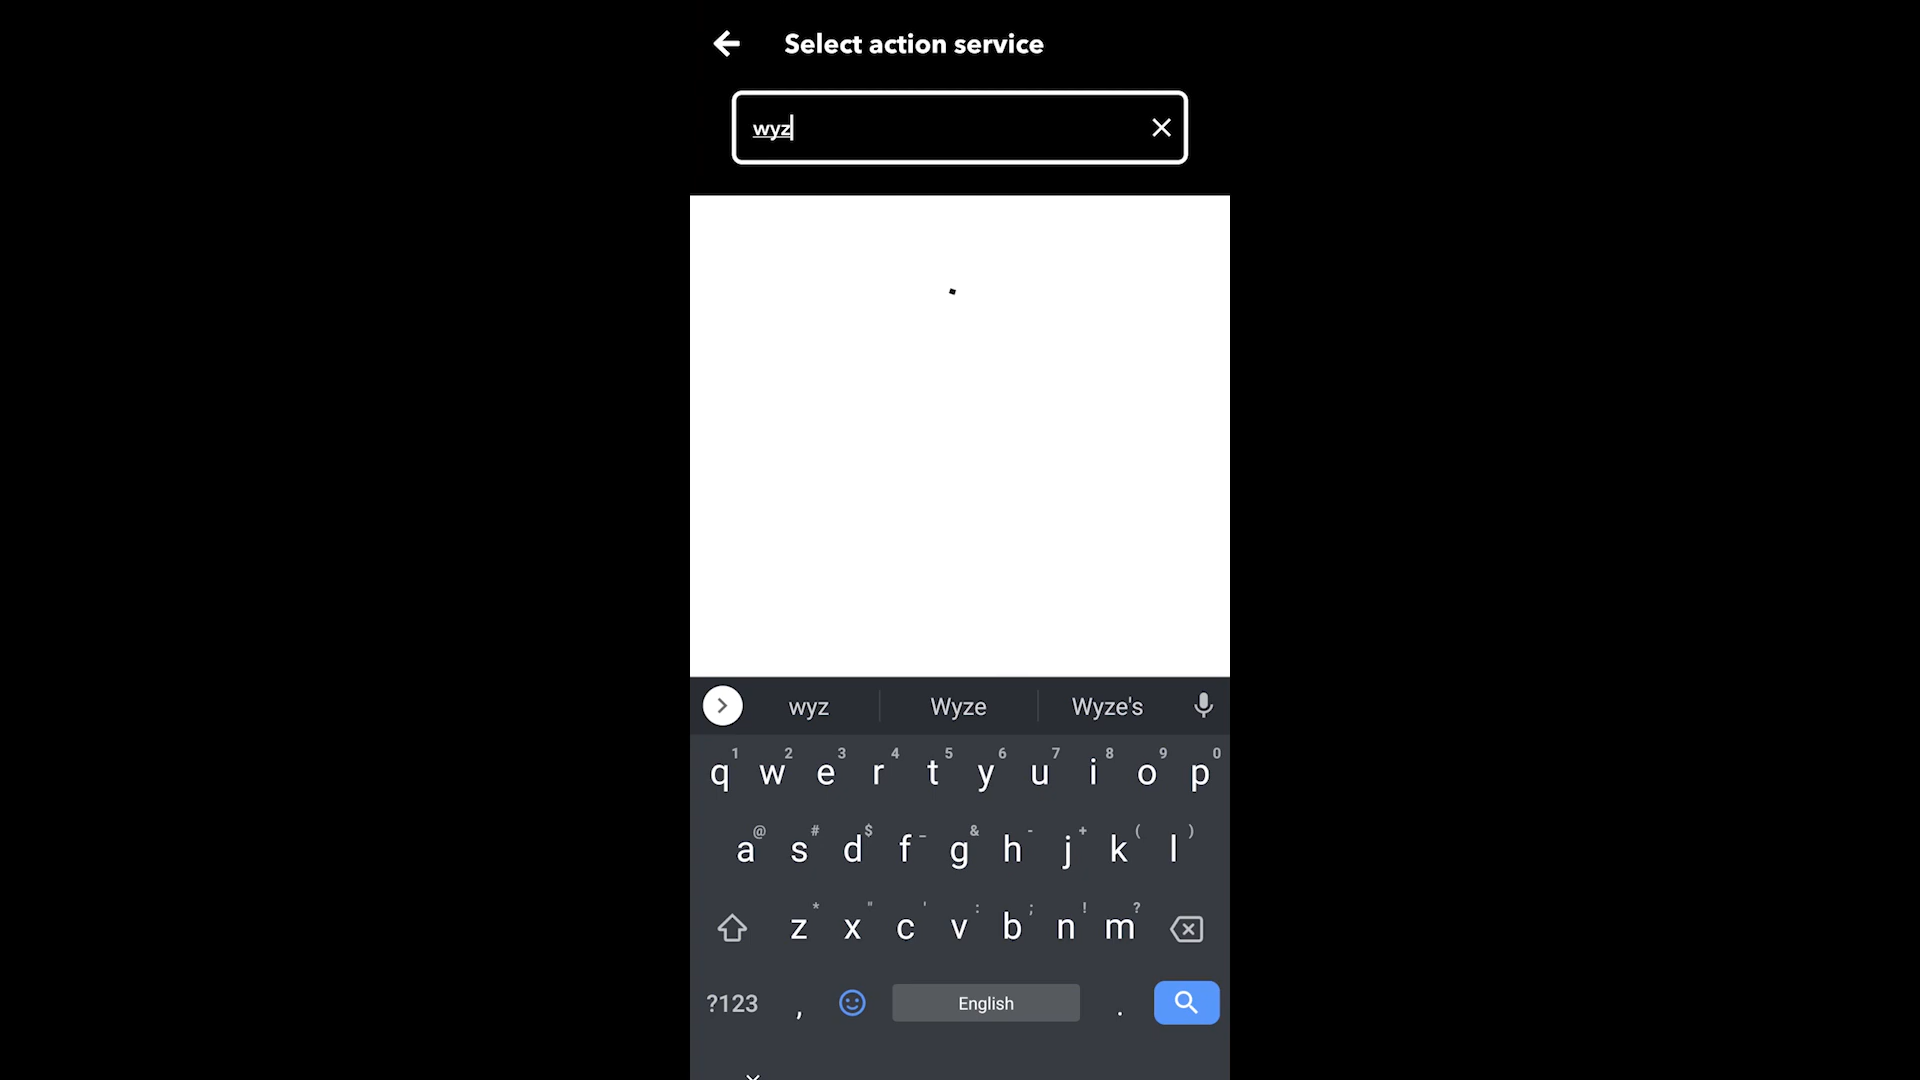 Select action service
wyz
wyz Wyze Wyze's
1 2 3 4 5 6 7 8 9 0
q w e r t y u i o p
@ # $ _ & - + ( )
a s d f g h j k l
* " ' : ; ! ?
z x c v b n m
?123 , English .